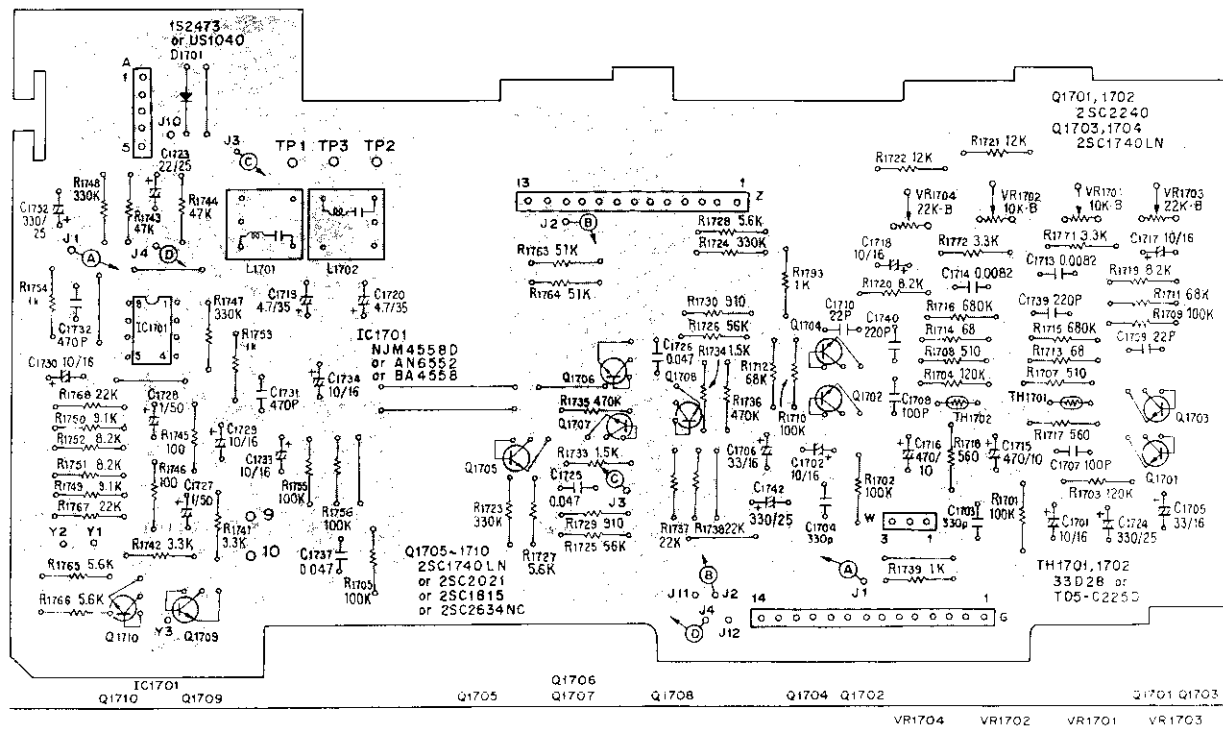 1S2473
or US1040
D1701
A
1
5
J10
C1723
22/25
J3
C
TP1 TP3 TP2
Q1701,1702
2SC2240
Q1703,1704
2SC1740LN
R1721 12K
R1722 12K
R1748
330K
C1752
330/
25
R1743
47K
R1744
47K
J1
A
J4
D
L1701
L1702
13
1
Z
J2
B
R1728 5.6K
R1724 330K
R1763 51K
R1764 51K
VR1704
22K·B
VR1702
10K·B
VR1701
10K·B
VR1703
22K·B
C1718
10/16
R1772 3.3K
R1771 3.3K
C1717 10/16
C1713 0.0082
C1714 0.0082
R1719 8.2K
R1720 8.2K
R1793
1K
R1754
1k
C1732
470P
8
7
IC1701
5
4
R1747
330K
R1753
1k
C1719
4.7/35
C1720
4.7/35
IC1701
NJM4558D
or AN6552
or BA4558
R1730 910
R1726 56K
C1726
0.047
Q1708
R1734 1.5K
R1712
68K
Q1704
C1710
22P
C1740
220P
R1716 680K
C1739 220P
R1711 68K
R1709 100K
R1714 68
R1715 680K
C1759 22P
R1708 510
R1713 68
R1704 120K
R1707 510
C1730 10/16
R1768 22K
R1750 9.1K
R1752 8.2K
R1751 8.2K
R1749 9.1K
R1767 22K
C1728
1/50
R1745
100
R1746
100
C1727
1/50
C1729
10/16
C1731
470P
C1734
10/16
C1733
10/16
R1755
100K
R1756
100K
Q1706
R1735 470K
Q1707
Q1705
R1733 1.5K
C1725
0.047
C
J3
R1736
470K
R1710
100K
Q1702
C1708
100P
TH1702
TH1701
Q1703
R1717 560
C1706
33/16
C1702
10/16
C1716
470/
10
R1718
560
C1715
470/10
C1707 100P
Q1701
R1703 120K
Y2
Y1
R1742 3.3K
R1741
3.3K
9
10
C1737
0.047
R1705
100K
R1723
330K
R1729 910
R1725 56K
R1727
5.6K
R1737
22K
R1738 22K
C1742
330/25
C1704
330p
R1702
100K
W
3
1
C1703
330p
R1701
100K
C1701
10/16
C1724
330/25
C1705
33/16
R1765 5.6K
R1766 5.6K
Q1710
Y3
Q1709
Q1705~1710
2SC1740LN
or 2SC2021
or 2SC1815
or 2SC2634NC
B
J11
J2
J4
D
J12
A
J1
R1739 1K
14
1
G
TH1701,1702
33D28 or
TD5-C225D
IC1701
Q1710 Q1709 Q1705 Q1706
Q1707 Q1708 Q1704 Q1702 Q1701 Q1703
VR1704 VR1702 VR1701 VR1703